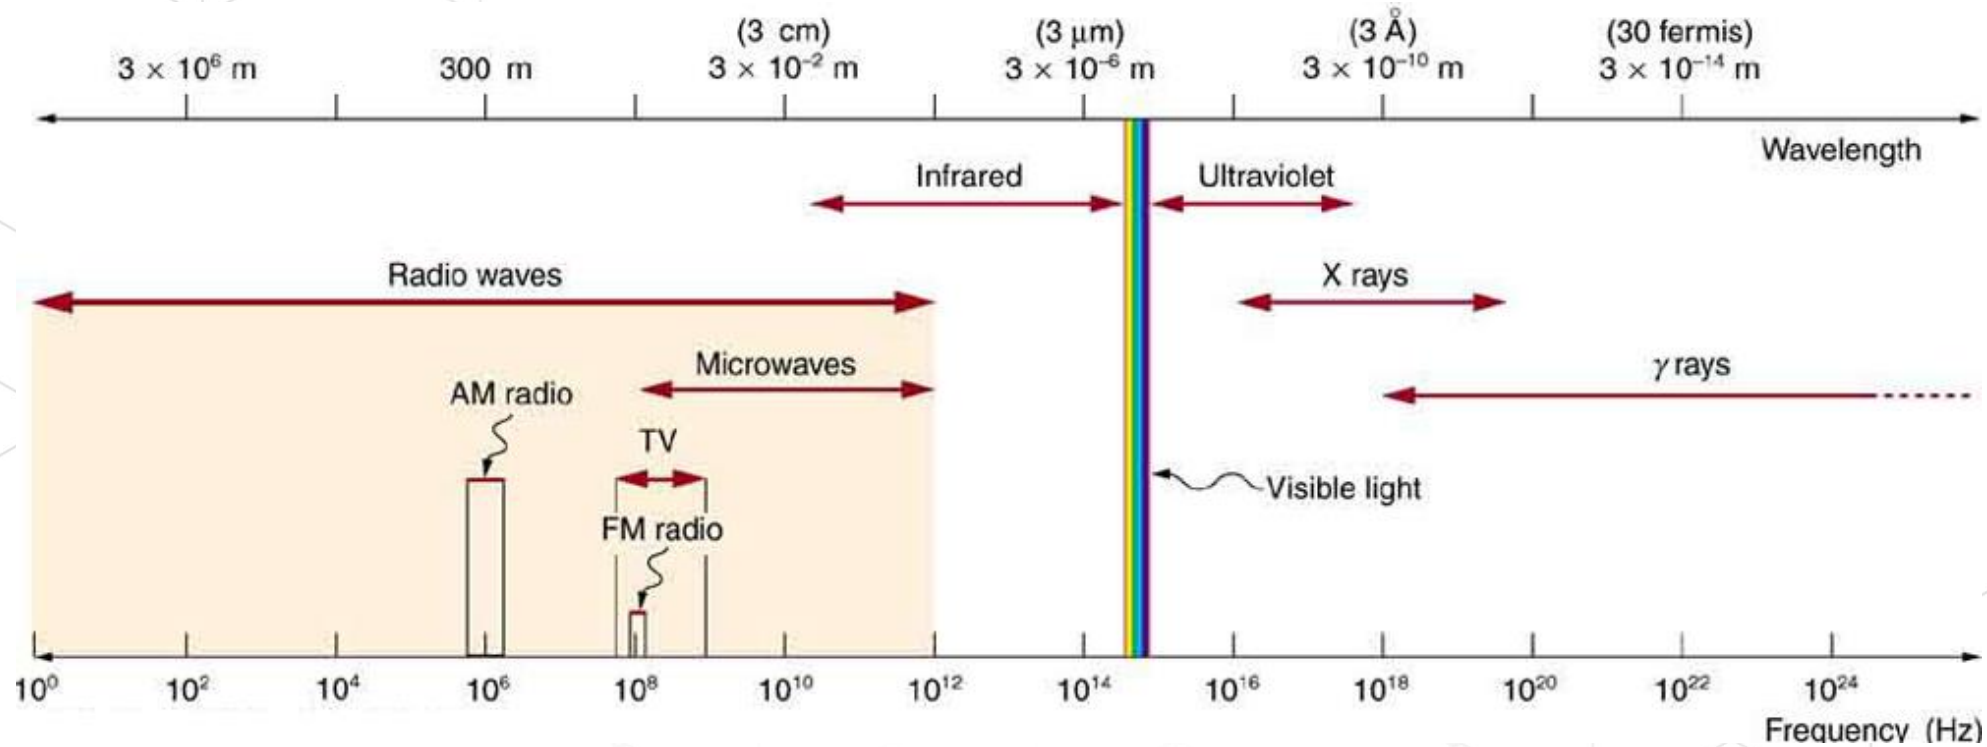 (3 cm) (3 μm) (3 Å) (30 fermis)
3 × 10⁶ m 300 m 3 × 10⁻² m 3 × 10⁻⁶ m 3 × 10⁻¹⁰ m 3 × 10⁻¹⁴ m
Wavelength
Infrared Ultraviolet
Radio waves X rays
Microwaves γ rays
AM radio
TV
Visible light
FM radio
10⁰ 10² 10⁴ 10⁶ 10⁸ 10¹⁰ 10¹² 10¹⁴ 10¹⁶ 10¹⁸ 10²⁰ 10²² 10²⁴
Frequency (Hz)